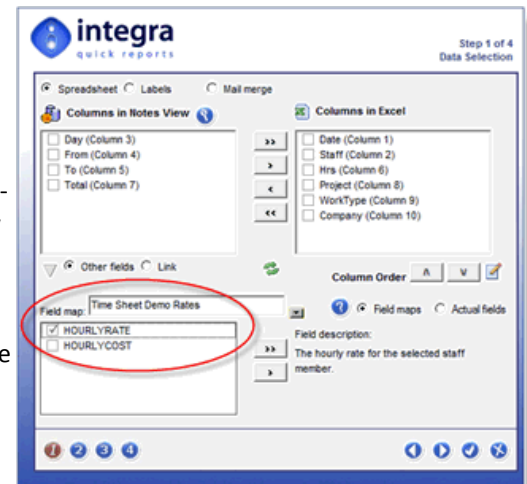 integra
quick reports
Step 1 of 4
Data Selection
Spreadsheet Labels Mail merge
Columns in Notes View
Columns in Excel
Day (Column 3)
From (Column 4)
To (Column 5)
Total (Column 7)
>>
>
<
<<
Date (Column 1)
Staff (Column 2)
Hrs (Column 6)
Project (Column 8)
WorkType (Column 9)
Company (Column 10)
Other fields Link
Column Order
Field map: Time Sheet Demo Rates
Field maps Actual fields
HOURLYRATE
HOURLYCOST
>>
>
Field description:
The hourly rate for the selected staff
member.
e
1 2 3 4